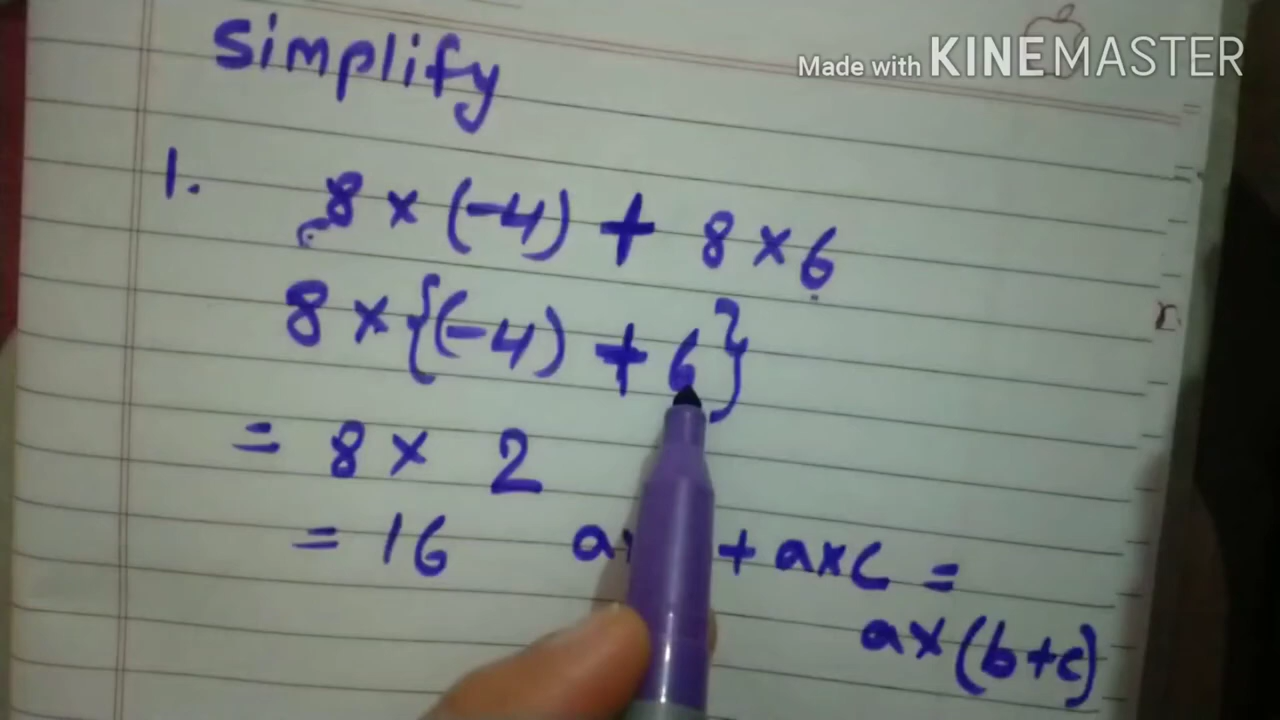 Made with KINEMASTER
Simplify
1. 8 × (-4) + 8 × 6
8 × {(-4) + 6}
= 8 × 2
= 16
+ a×c =
a×(b+c)